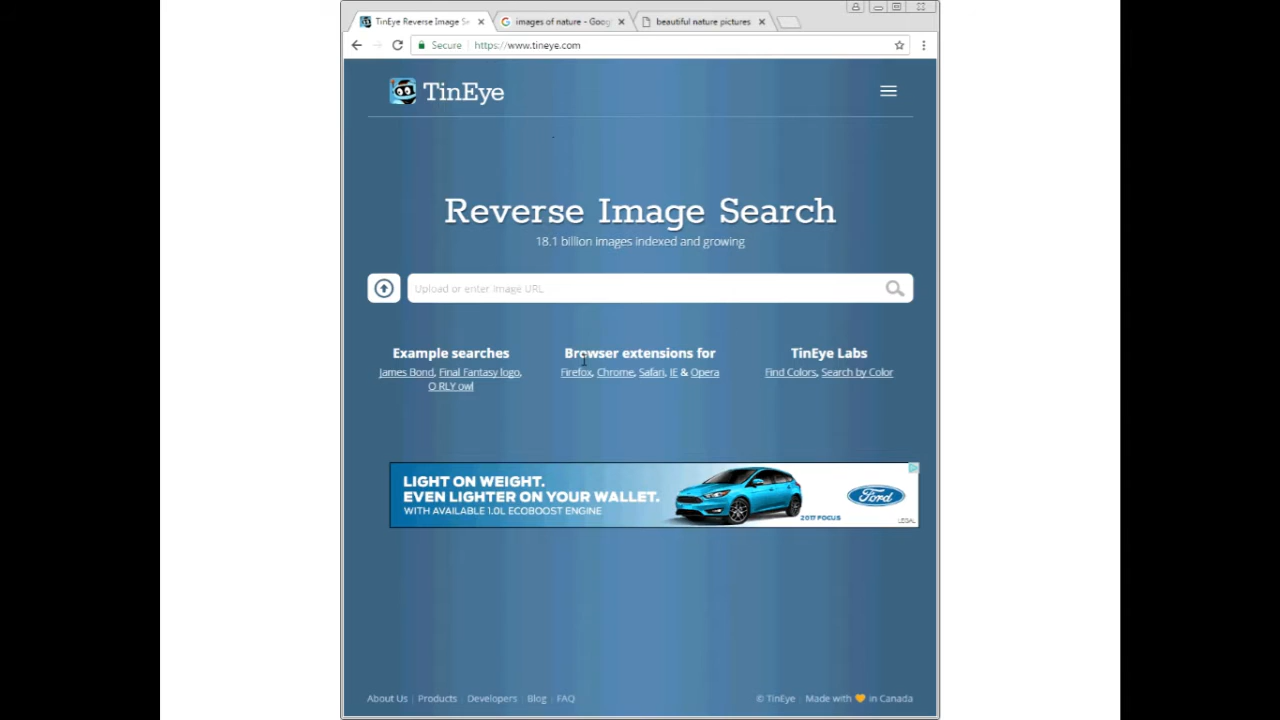 TinEye Reverse Image Se
images of nature - Goog
beautiful nature pictures
Secure
https://www.tineye.com
TinEye
Reverse Image Search
18.1 billion images indexed and growing
Upload or enter Image URL
Example searches
James Bond, Final Fantasy logo,
O RLY owl
Browser extensions for
Firefox, Chrome, Safari, IE & Opera
TinEye Labs
Find Colors, Search by Color
LIGHT ON WEIGHT.
EVEN LIGHTER ON YOUR WALLET.
WITH AVAILABLE 1.0L ECOBOOST ENGINE
2017 FOCUS
Ford
LEGAL
About Us Products Developers Blog FAQ
© TinEye Made with 🧡 in Canada